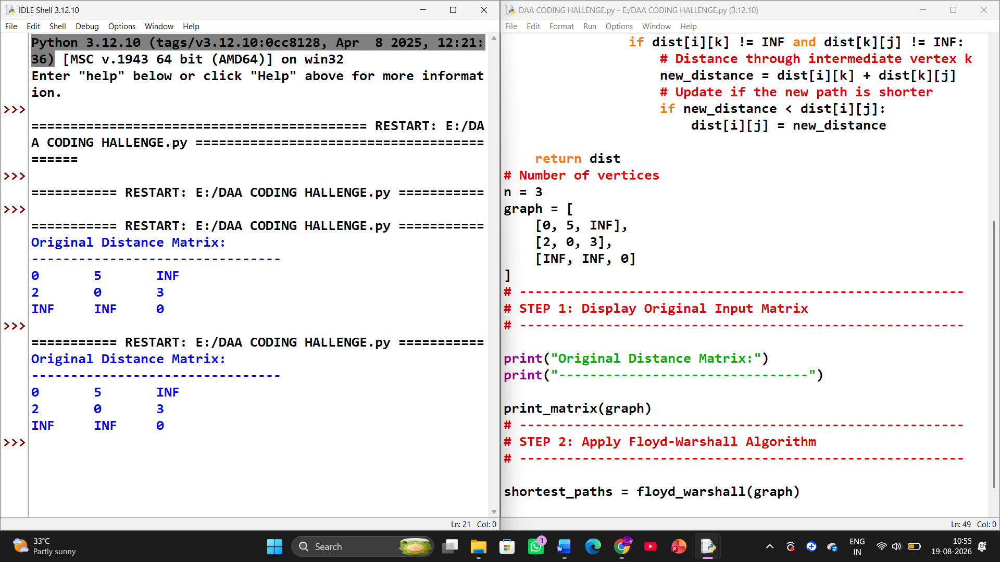 IDLE Shell 3.12.10
File Edit Shell Debug Options Window Help
Python 3.12.10 (tags/v3.12.10:0cc8128, Apr  8 2025, 12:21:
36) [MSC v.1943 64 bit (AMD64)] on win32
Enter "help" below or click "Help" above for more informat
ion.
>>>
=========================================== RESTART: E:/DA
A CODING HALLENGE.py =====================================
======
>>>
=========== RESTART: E:/DAA CODING HALLENGE.py ===========
>>>
=========== RESTART: E:/DAA CODING HALLENGE.py ===========
Original Distance Matrix:
--------------------------------
0       5       INF
2       0       3
INF     INF     0
>>>
=========== RESTART: E:/DAA CODING HALLENGE.py ===========
Original Distance Matrix:
--------------------------------
0       5       INF
2       0       3
INF     INF     0
>>>
Ln: 21 Col: 0
DAA CODING HALLENGE.py - E:/DAA CODING HALLENGE.py (3.12.10)
File Edit Format Run Options Window Help
                if dist[i][k] != INF and dist[k][j] != INF:
                    # Distance through intermediate vertex k
                    new_distance = dist[i][k] + dist[k][j]
                    # Update if the new path is shorter
                    if new_distance < dist[i][j]:
                        dist[i][j] = new_distance
    return dist
# Number of vertices
n = 3
graph = [
    [0, 5, INF],
    [2, 0, 3],
    [INF, INF, 0]
]
# ---------------------------------------------------------
# STEP 1: Display Original Input Matrix
# ---------------------------------------------------------
print("Original Distance Matrix:")
print("--------------------------------")
print_matrix(graph)
# ---------------------------------------------------------
# STEP 2: Apply Floyd-Warshall Algorithm
# ---------------------------------------------------------
shortest_paths = floyd_warshall(graph)
Ln: 49 Col: 0
33°C
Partly sunny
Search
1
ENG
IN
10:55
19-08-2026